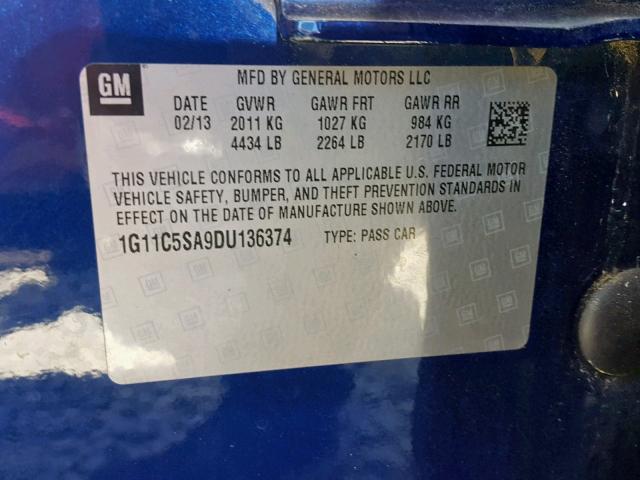 GM
MFD BY GENERAL MOTORS LLC
DATE GVWR GAWR FRT GAWR RR
02/13 2011 KG 1027 KG 984 KG
4434 LB 2264 LB 2170 LB
THIS VEHICLE CONFORMS TO ALL APPLICABLE U.S. FEDERAL MOTOR
VEHICLE SAFETY, BUMPER, AND THEFT PREVENTION STANDARDS IN
EFFECT ON THE DATE OF MANUFACTURE SHOWN ABOVE.
1G11C5SA9DU136374 TYPE: PASS CAR